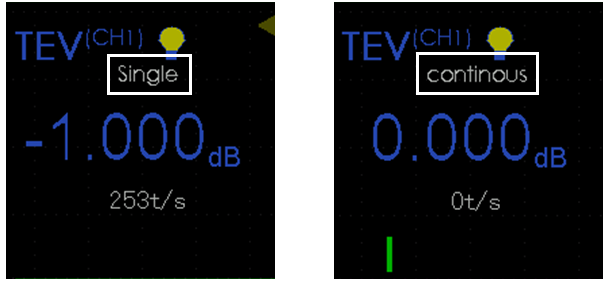 TEV(CH1)
Single
-1.000dB
253t/s
TEV(CH1)
continous
0.000dB
0t/s